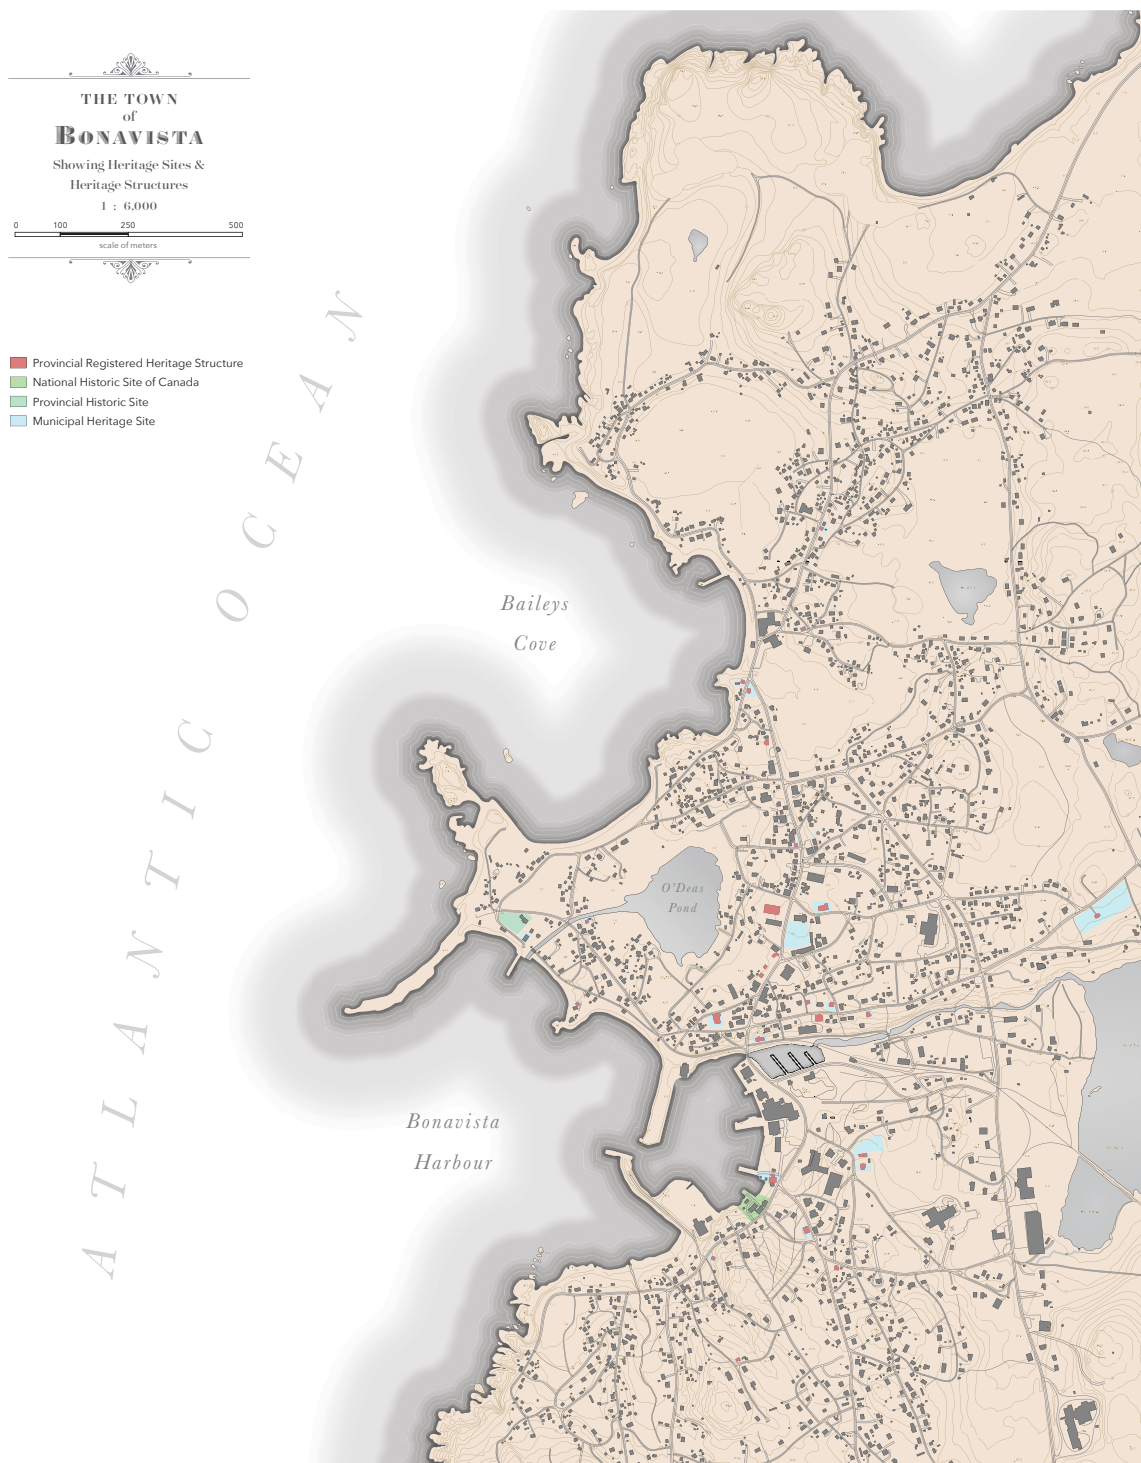 THE TOWN
of
BONAVISTA
Showing Heritage Sites &
Heritage Structures
1 : 6,000
0 100 250 500
scale of meters
Provincial Registered Heritage Structure
National Historic Site of Canada
Provincial Historic Site
Municipal Heritage Site
ATLANTIC OCEAN
Baileys
Cove
O'Deas
Pond
Bonavista
Harbour